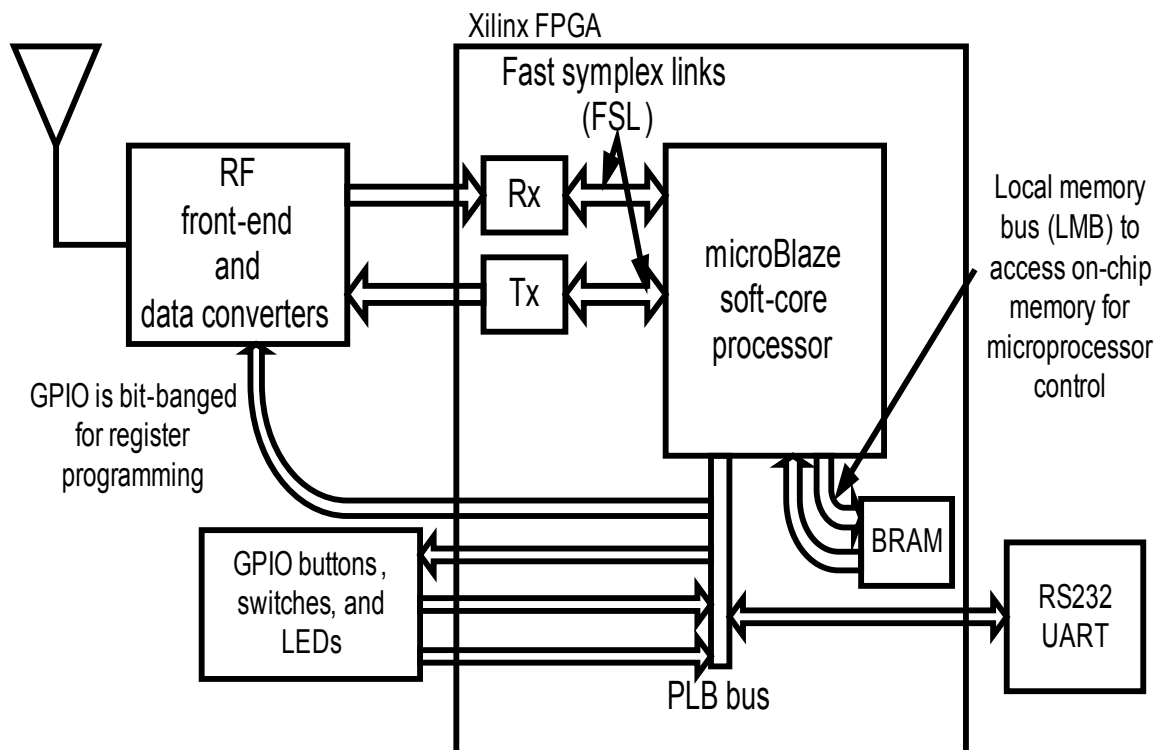 Xilinx FPGA
Fast symplex links
(FSL)
RF
front-end
and
data converters
Rx
Tx
microBlaze
soft-core
processor
Local memory
bus (LMB) to
access on-chip
memory for
microprocessor
control
GPIO is bit-banged
for register
programming
GPIO buttons,
switches, and
LEDs
BRAM
RS232
UART
PLB bus